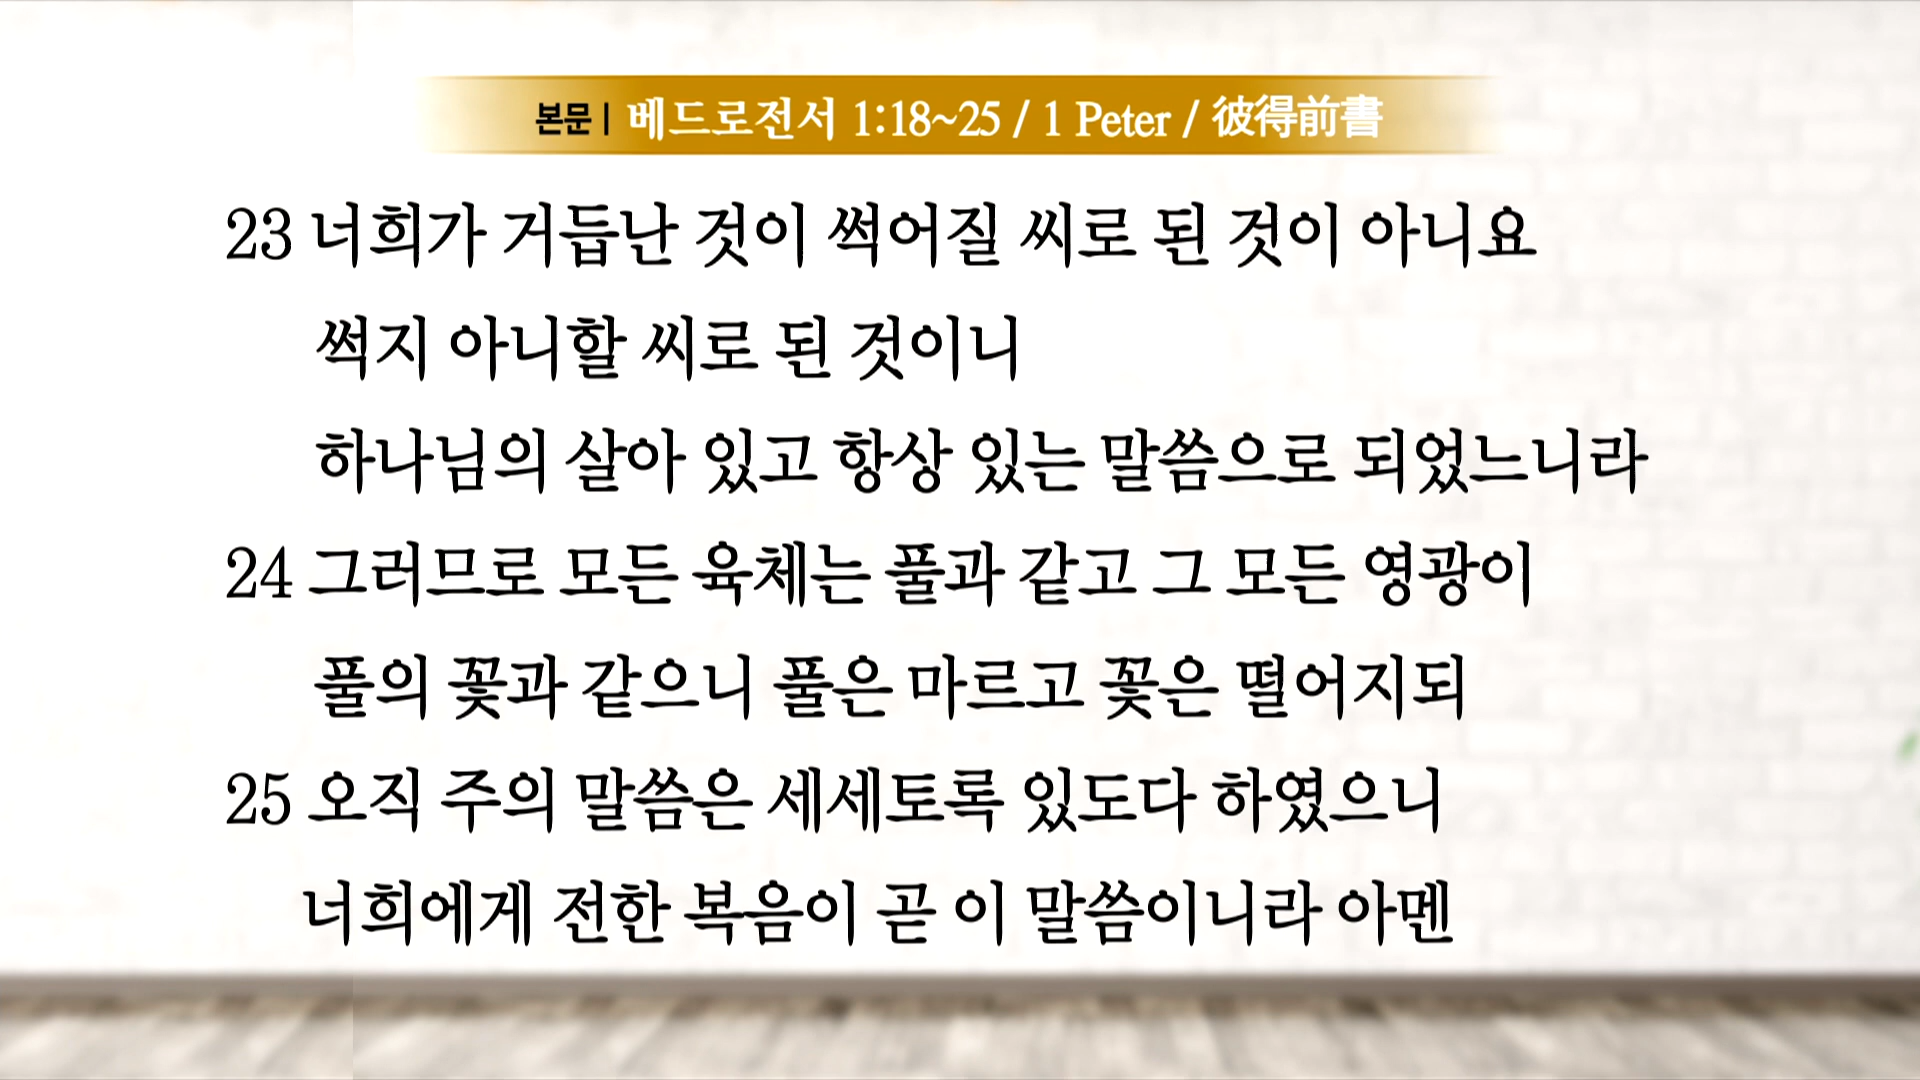 본문 | 베드로전서 1:18~25 / 1 Peter / 彼得前書
23 너희가 거듭난 것이 썩어질 씨로 된 것이 아니요
썩지 아니할 씨로 된 것이니
하나님의 살아 있고 항상 있는 말씀으로 되었느니라
24 그러므로 모든 육체는 풀과 같고 그 모든 영광이
풀의 꽃과 같으니 풀은 마르고 꽃은 떨어지되
25 오직 주의 말씀은 세세토록 있도다 하였으니
너희에게 전한 복음이 곧 이 말씀이니라 아멘